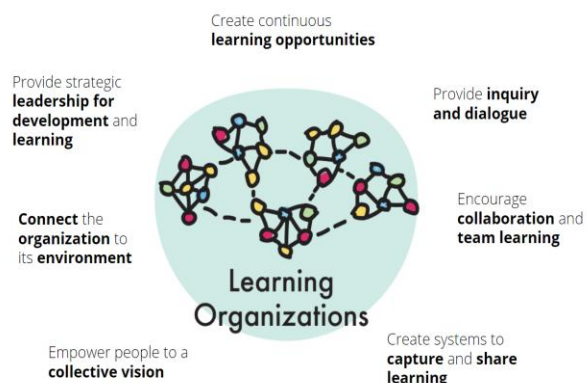 Create continuous
learning opportunities
Provide strategic
leadership for
development and
learning
Provide inquiry
and dialogue
Connect the
organization to
its environment
Encourage
collaboration and
team learning
Learning
Organizations
Empower people to a
collective vision
Create systems to
capture and share
learning